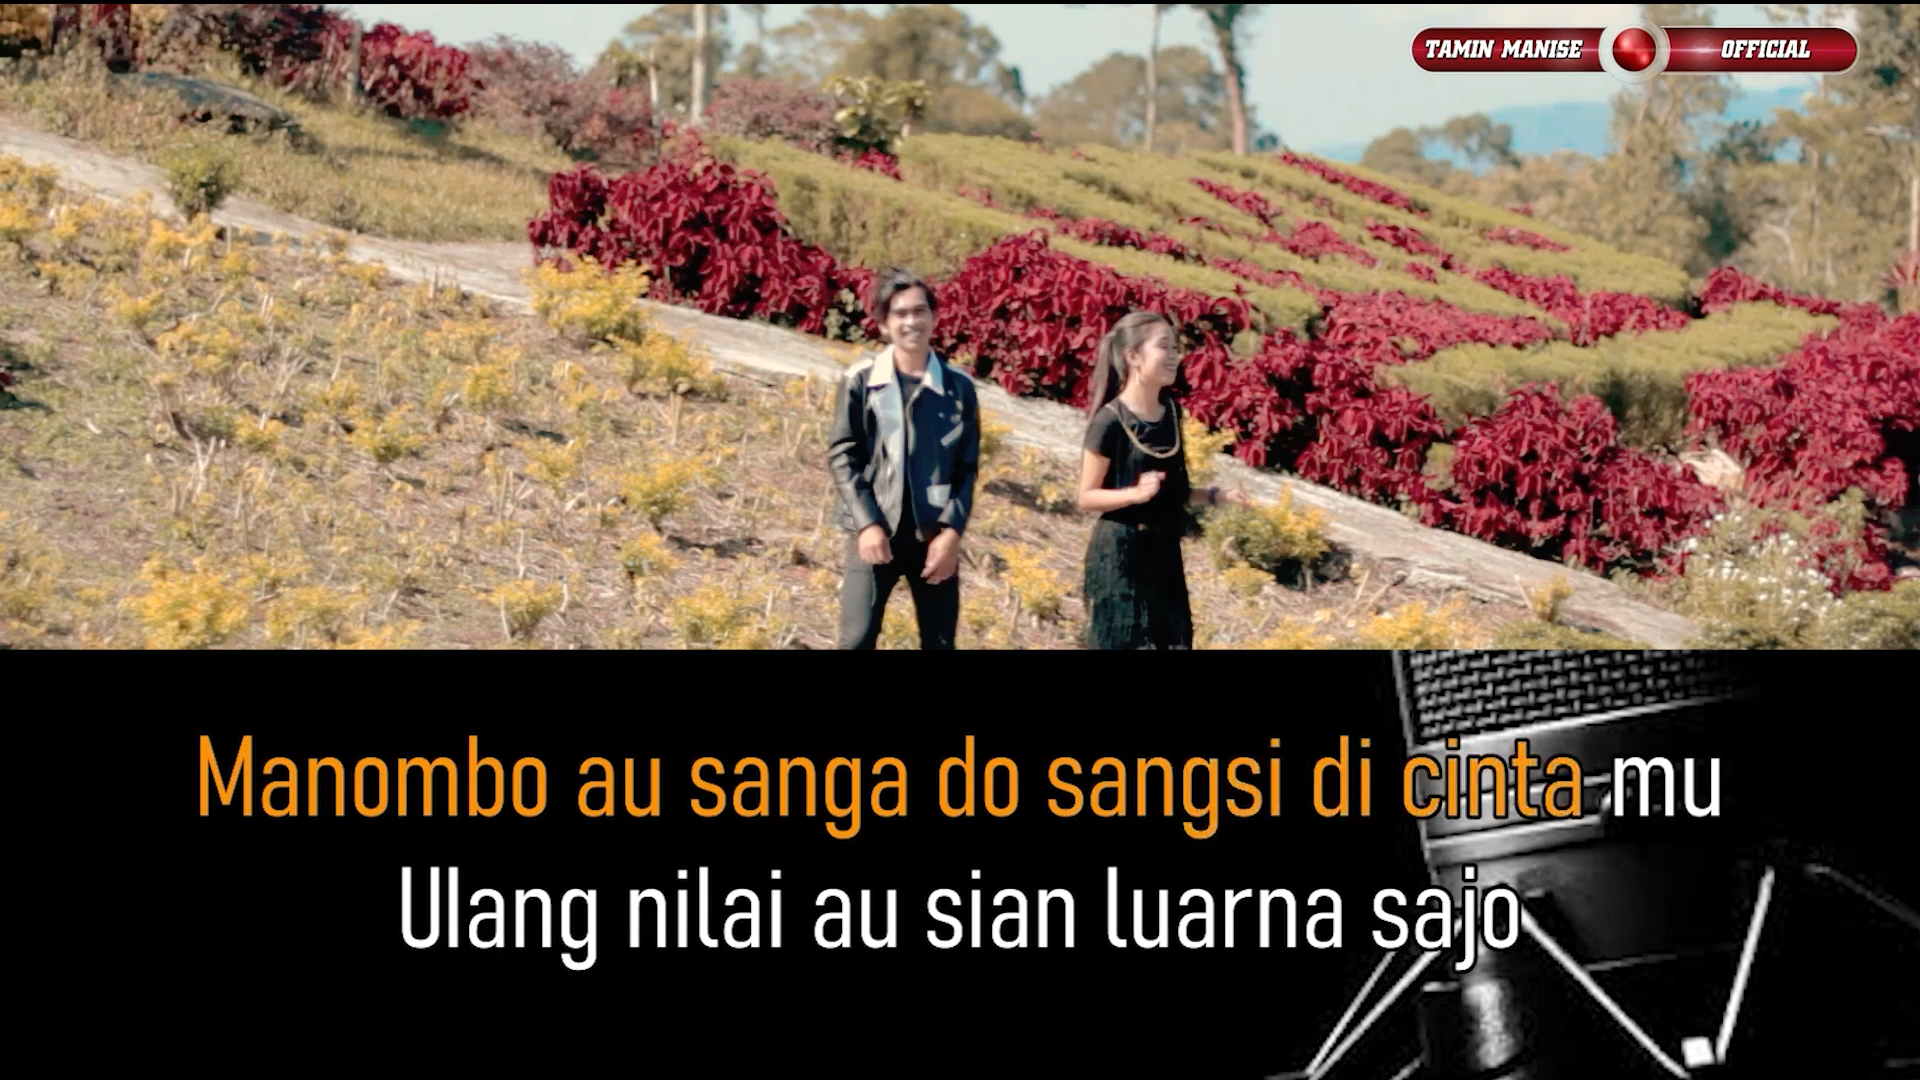 TAMIN MANISE OFFICIAL
Manombo au sanga do sangsi di cinta mu
Ulang nilai au sian luarna sajo